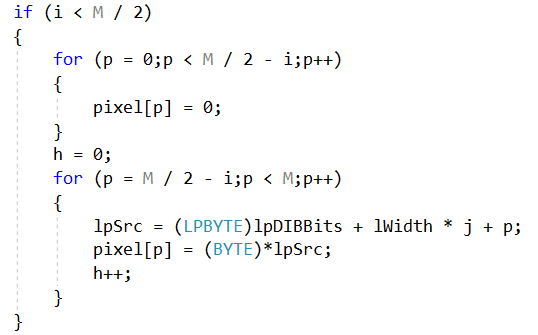 if (i < M / 2)
{
for (p = 0;p < M / 2 - i;p++)
{
pixel[p] = 0;
}
h = 0;
for (p = M / 2 - i;p < M;p++)
{
lpSrc = (LPBYTE)lpDIBBits + lWidth * j + p;
pixel[p] = (BYTE)*lpSrc;
h++;
}
}